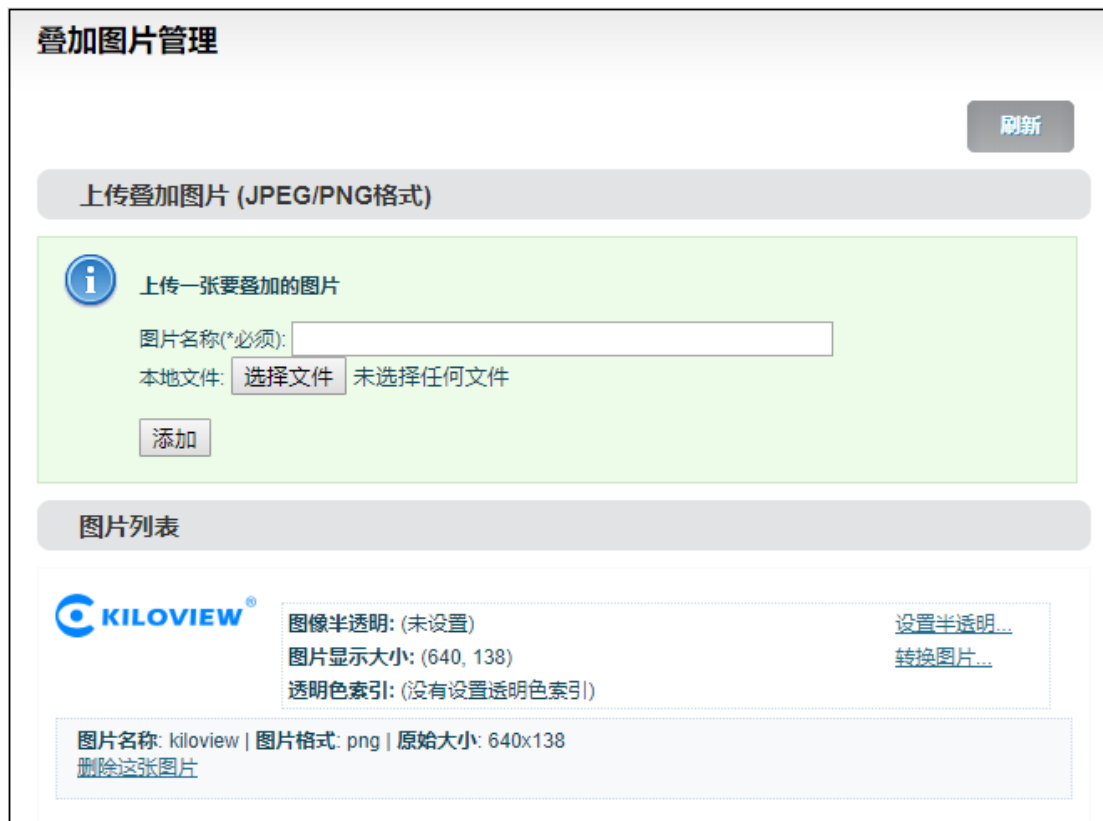 叠加图片管理
刷新
上传叠加图片 (JPEG/PNG格式)
i
上传一张要叠加的图片
图片名称(*必须):
本地文件: 选择文件 未选择任何文件
添加
图片列表
KILOVIEW®
图像半透明: (未设置) 设置半透明...
图片显示大小: (640, 138) 转换图片...
透明色索引: (没有设置透明色索引)
图片名称: kiloview | 图片格式: png | 原始大小: 640x138
删除这张图片